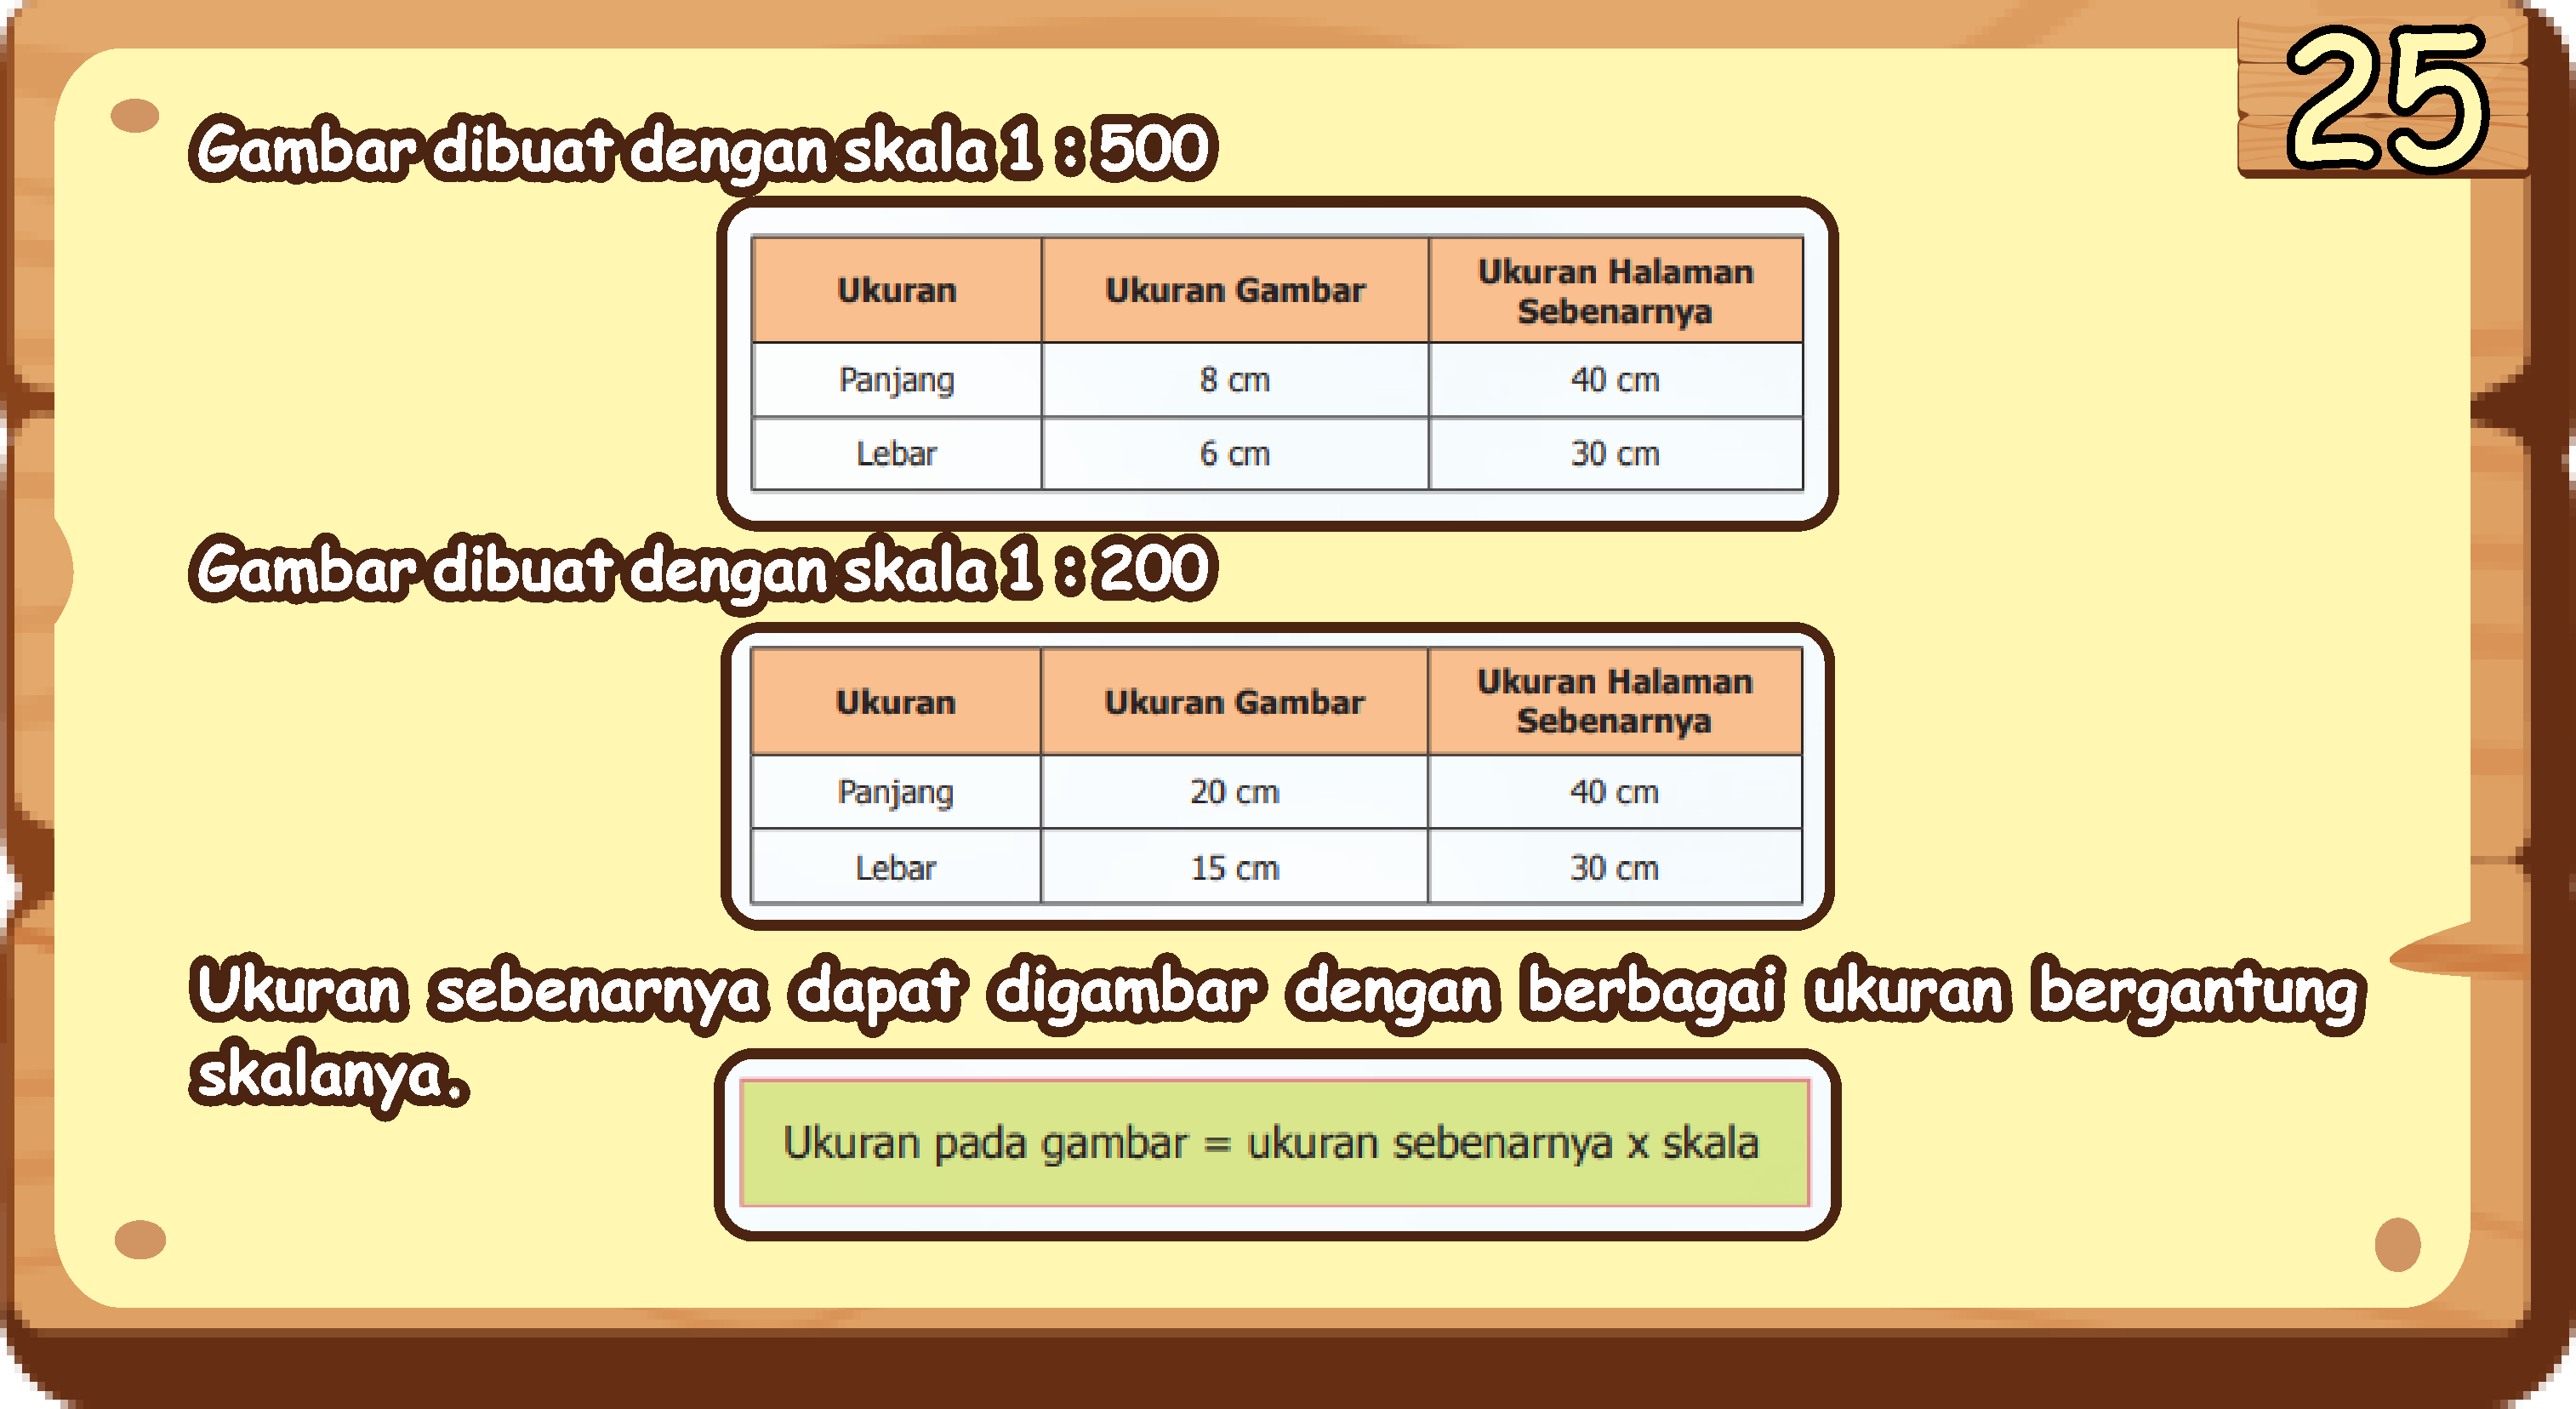 25
Gambar dibuat dengan skala 1 : 500
Ukuran Ukuran Gambar Ukuran Halaman Sebenarnya
Panjang 8 cm 40 cm
Lebar 6 cm 30 cm
Gambar dibuat dengan skala 1 : 200
Ukuran Ukuran Gambar Ukuran Halaman Sebenarnya
Panjang 20 cm 40 cm
Lebar 15 cm 30 cm
Ukuran sebenarnya dapat digambar dengan berbagai ukuran bergantung
skalanya.
Ukuran pada gambar = ukuran sebenarnya x skala